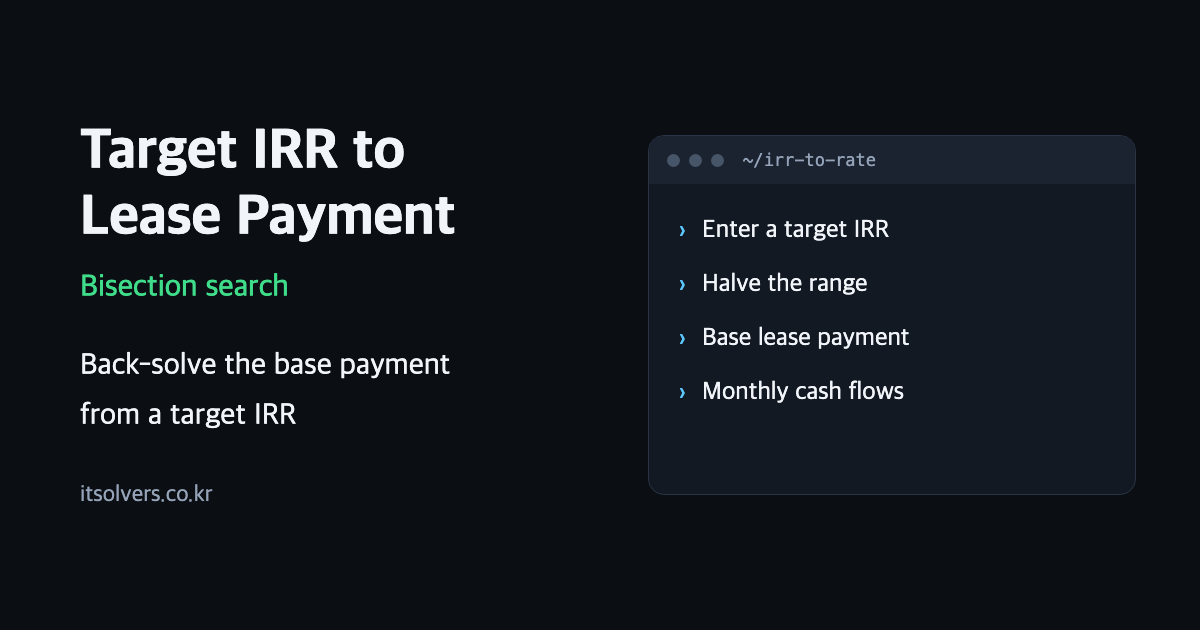 Target IRR to
Lease Payment
Bisection search
Back-solve the base payment
from a target IRR
itsolvers.co.kr
~/irr-to-rate
› Enter a target IRR
› Halve the range
› Base lease payment
› Monthly cash flows